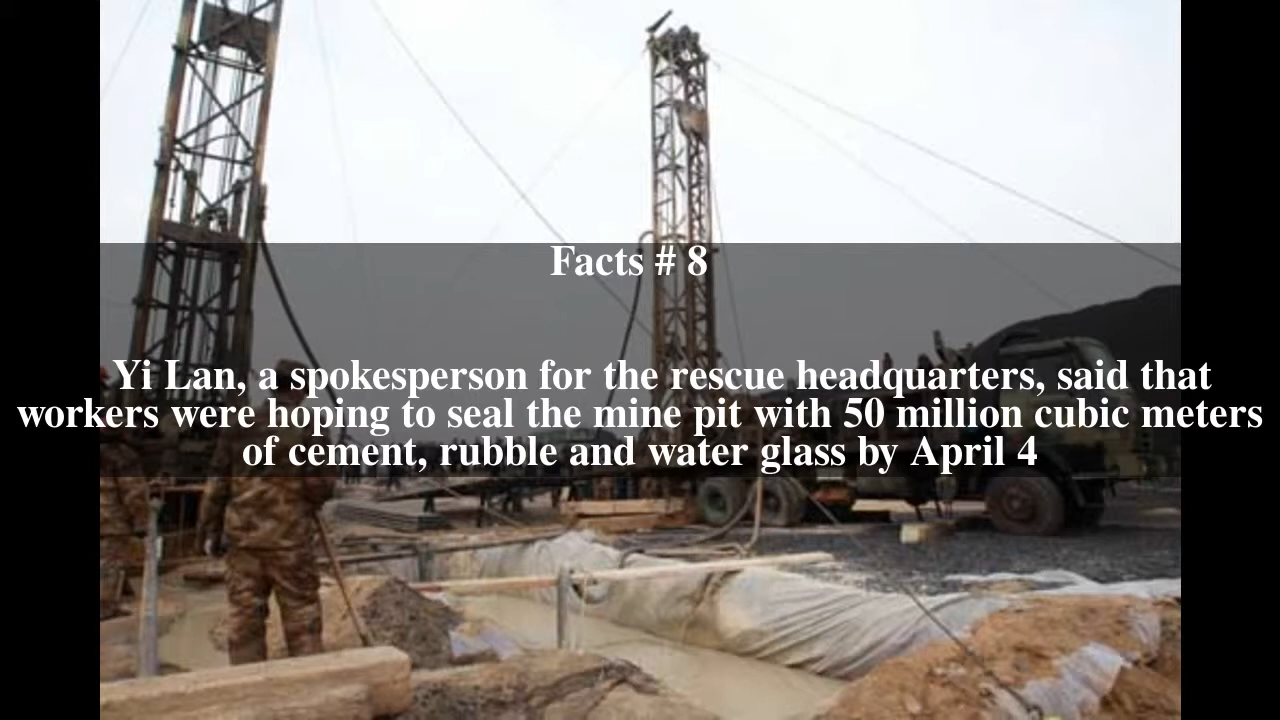 Facts # 8
Yi Lan, a spokesperson for the rescue headquarters, said that
workers were hoping to seal the mine pit with 50 million cubic meters
of cement, rubble and water glass by April 4